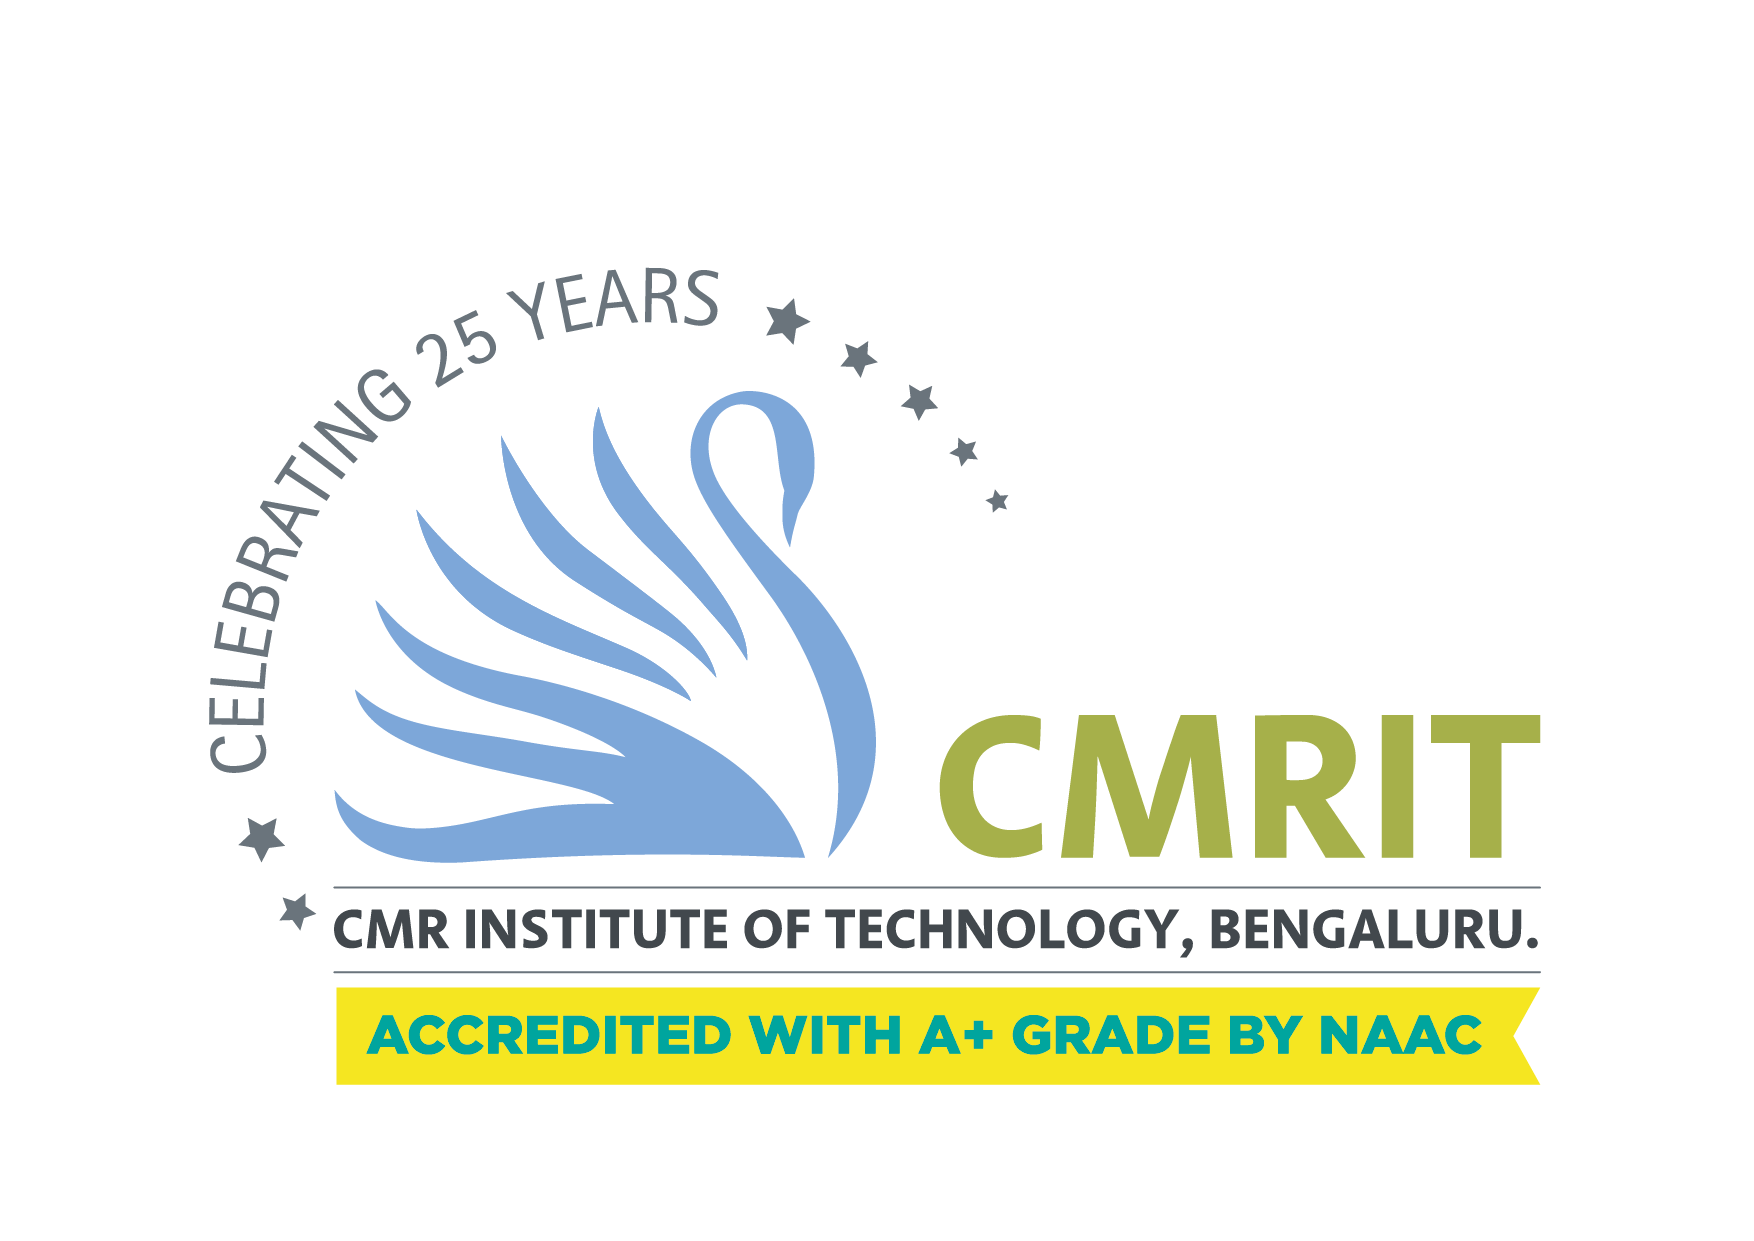 CELEBRATING 25 YEARS
CMRIT
CMR INSTITUTE OF TECHNOLOGY, BENGALURU.
ACCREDITED WITH A+ GRADE BY NAAC